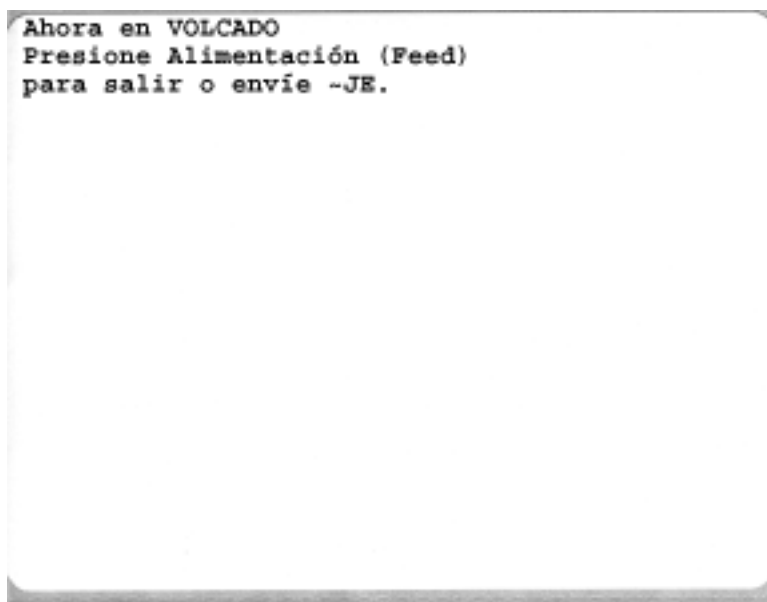 Ahora en VOLCADO
Presione Alimentación (Feed)
para salir o envíe ~JE.